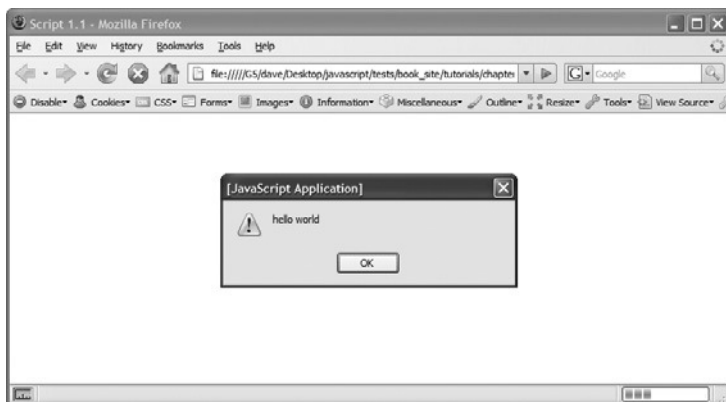 Script 1.1 - Mozilla Firefox
File Edit View History Bookmarks Tools Help
file://///G5/dave/Desktop/javascript/tests/book_site/tutorials/chapter
G Google
Disable Cookies CSS Forms Images Information Miscellaneous Outline Resize Tools View Source
[JavaScript Application]
hello world
OK